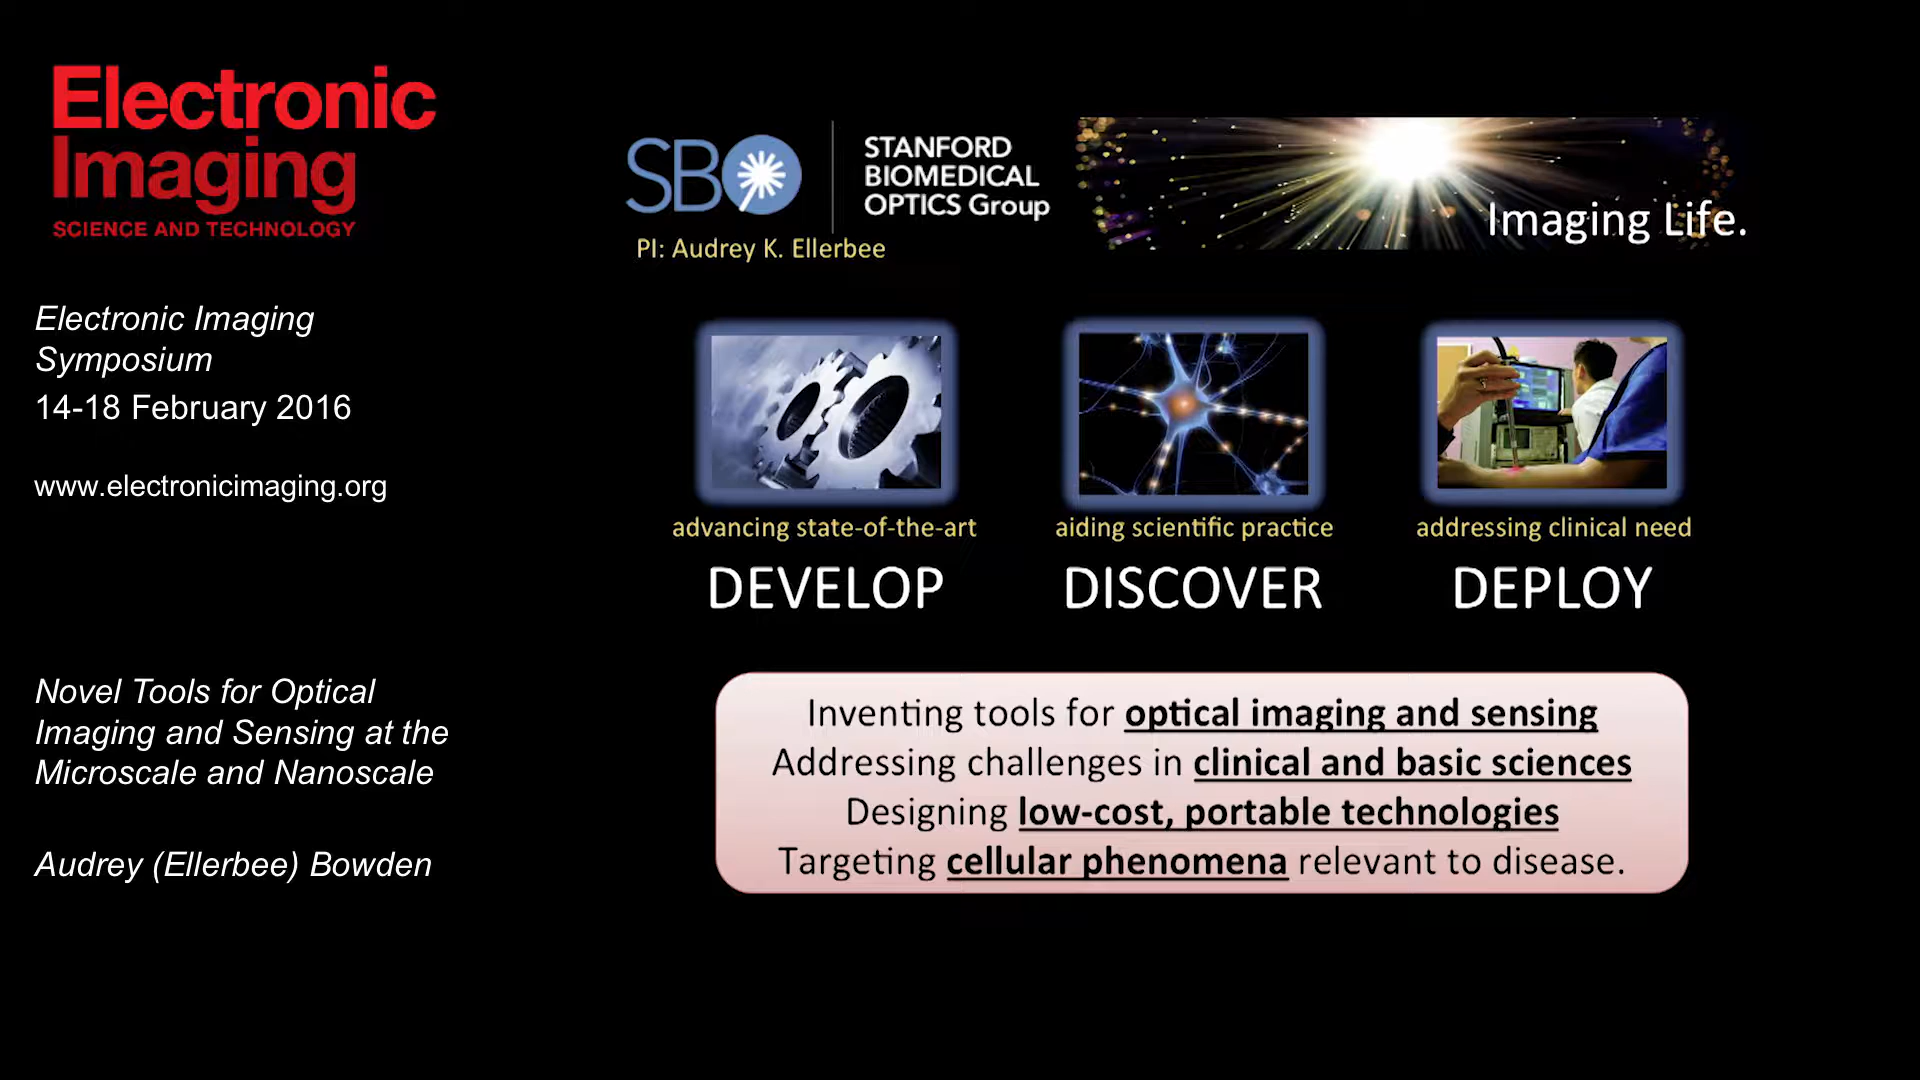 Electronic
Imaging
SCIENCE AND TECHNOLOGY
Electronic Imaging
Symposium
14-18 February 2016
www.electronicimaging.org
Novel Tools for Optical
Imaging and Sensing at the
Microscale and Nanoscale
Audrey (Ellerbee) Bowden
SBO
STANFORD
BIOMEDICAL
OPTICS Group
PI: Audrey K. Ellerbee
Imaging Life.
advancing state-of-the-art
DEVELOP
aiding scientific practice
DISCOVER
addressing clinical need
DEPLOY
Inventing tools for optical imaging and sensing
Addressing challenges in clinical and basic sciences
Designing low-cost, portable technologies
Targeting cellular phenomena relevant to disease.